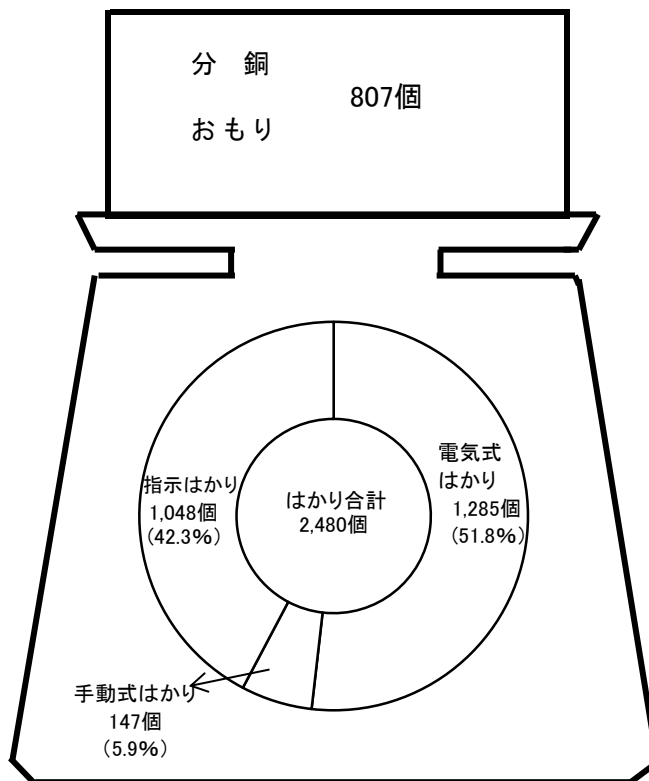 分　銅
おもり
807個
電気式
はかり
1,285個
(51.8%)
指示はかり
1,048個
(42.3%)
はかり合計
2,480個
手動式はかり
147個
(5.9%)